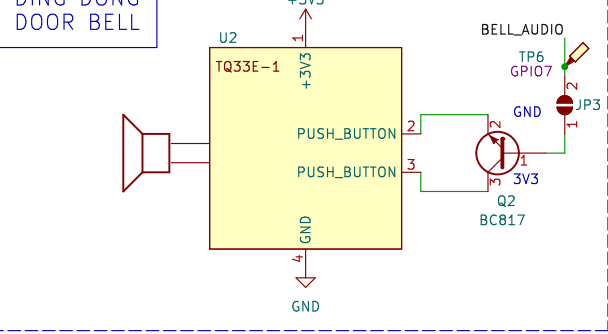 DING DONG
DOOR BELL
+3V3
U2
TQ33E-1
1
+3V3
BELL_AUDIO
TP6
GPIO7
2
JP3
1
GND
PUSH_BUTTON
2
2
1
PUSH_BUTTON
3
3
3V3
Q2
BC817
GND
4
GND